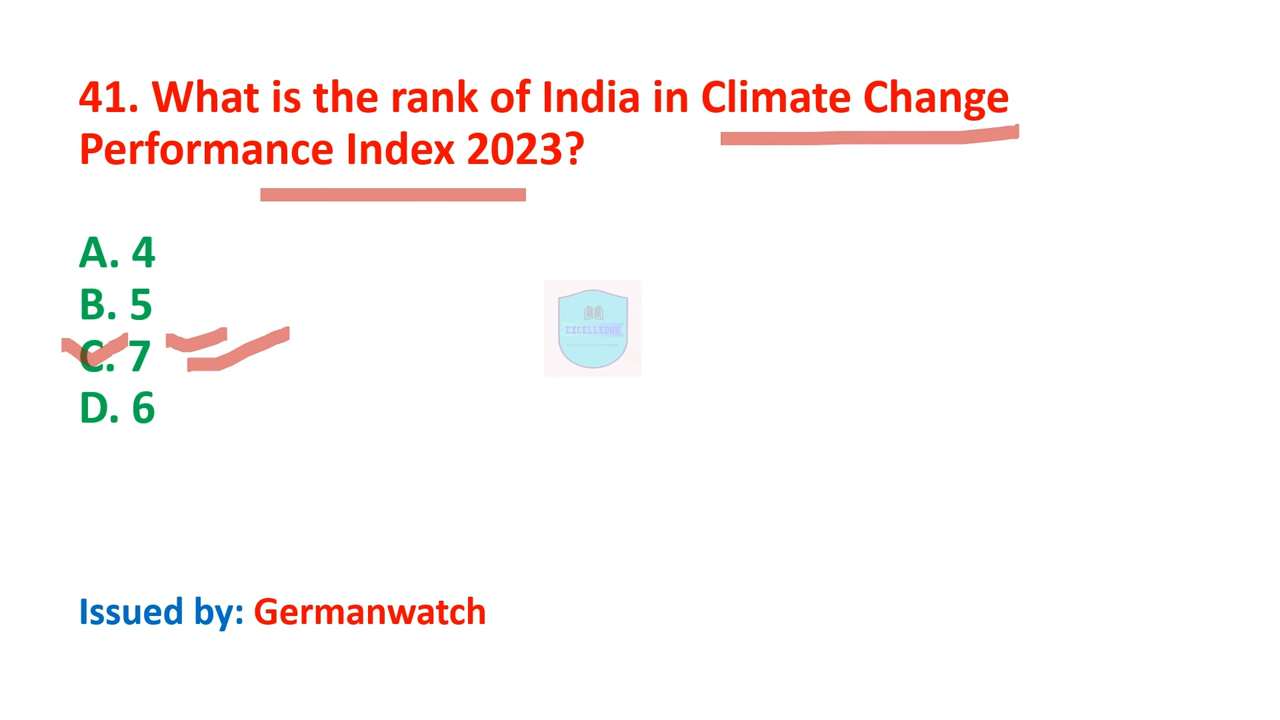 41. What is the rank of India in Climate Change
Performance Index 2023?
A. 4
B. 5
C. 7
D. 6
EXCELLEDGE
Issued by: Germanwatch